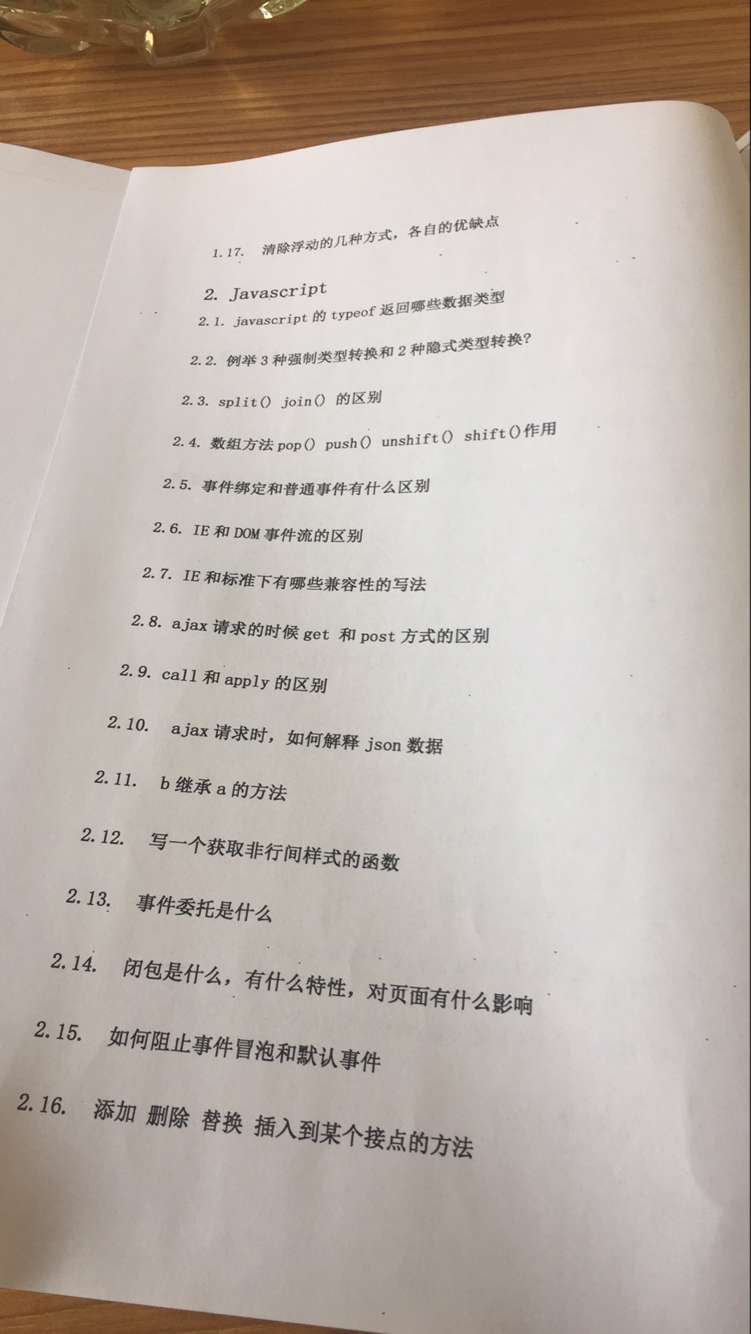 1.17. 清除浮动的几种方式，各自的优缺点
2. Javascript
2.1. javascript 的 typeof 返回哪些数据类型
2.2. 例举 3 种强制类型转换和 2 种隐式类型转换?
2.3. split() join() 的区别
2.4. 数组方法 pop() push() unshift() shift()作用
2.5. 事件绑定和普通事件有什么区别
2.6. IE 和 DOM 事件流的区别
2.7. IE 和标准下有哪些兼容性的写法
2.8. ajax 请求的时候 get 和 post 方式的区别
2.9. call 和 apply 的区别
2.10. ajax 请求时，如何解释 json 数据
2.11. b 继承 a 的方法
2.12. 写一个获取非行间样式的函数
2.13. 事件委托是什么
2.14. 闭包是什么，有什么特性，对页面有什么影响
2.15. 如何阻止事件冒泡和默认事件
2.16. 添加 删除 替换 插入到某个接点的方法